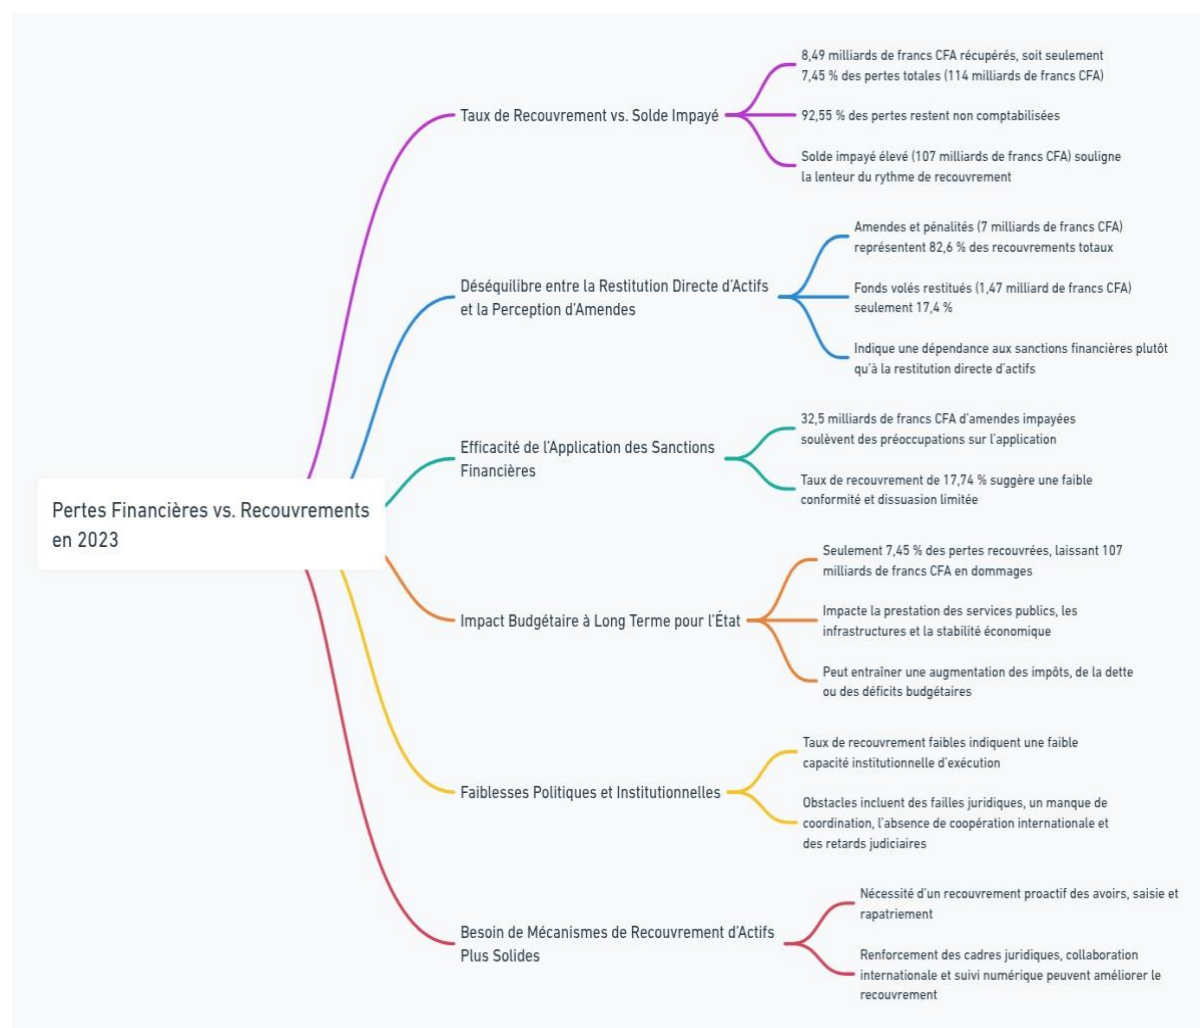 Pertes Financières vs. Recouvrements
en 2023
Taux de Recouvrement vs. Solde Impayé
8,49 milliards de francs CFA récupérés, soit seulement
7,45 % des pertes totales (114 milliards de francs CFA)
92,55 % des pertes restent non comptabilisées
Solde impayé élevé (107 milliards de francs CFA) souligne
la lenteur du rythme de recouvrement
Déséquilibre entre la Restitution Directe d’Actifs
et la Perception d’Amendes
Amendes et pénalités (7 milliards de francs CFA)
représentent 82,6 % des recouvrements totaux
Fonds volés restitués (1,47 milliard de francs CFA)
seulement 17,4 %
Indique une dépendance aux sanctions financières plutôt
qu’à la restitution directe d’actifs
Efficacité de l’Application des Sanctions
Financières
32,5 milliards de francs CFA d’amendes impayées
soulèvent des préoccupations sur l’application
Taux de recouvrement de 17,74 % suggère une faible
conformité et dissuasion limitée
Impact Budgétaire à Long Terme pour l’État
Seulement 7,45 % des pertes recouvrées, laissant 107
milliards de francs CFA en dommages
Impacte la prestation des services publics, les
infrastructures et la stabilité économique
Peut entraîner une augmentation des impôts, de la dette
ou des déficits budgétaires
Faiblesses Politiques et Institutionnelles
Taux de recouvrement faibles indiquent une faible
capacité institutionnelle d’exécution
Obstacles incluent des failles juridiques, un manque de
coordination, l’absence de coopération internationale et
des retards judiciaires
Besoin de Mécanismes de Recouvrement d’Actifs
Plus Solides
Nécessité d’un recouvrement proactif des avoirs, saisie et
rapatriement
Renforcement des cadres juridiques, collaboration
internationale et suivi numérique peuvent améliorer le
recouvrement